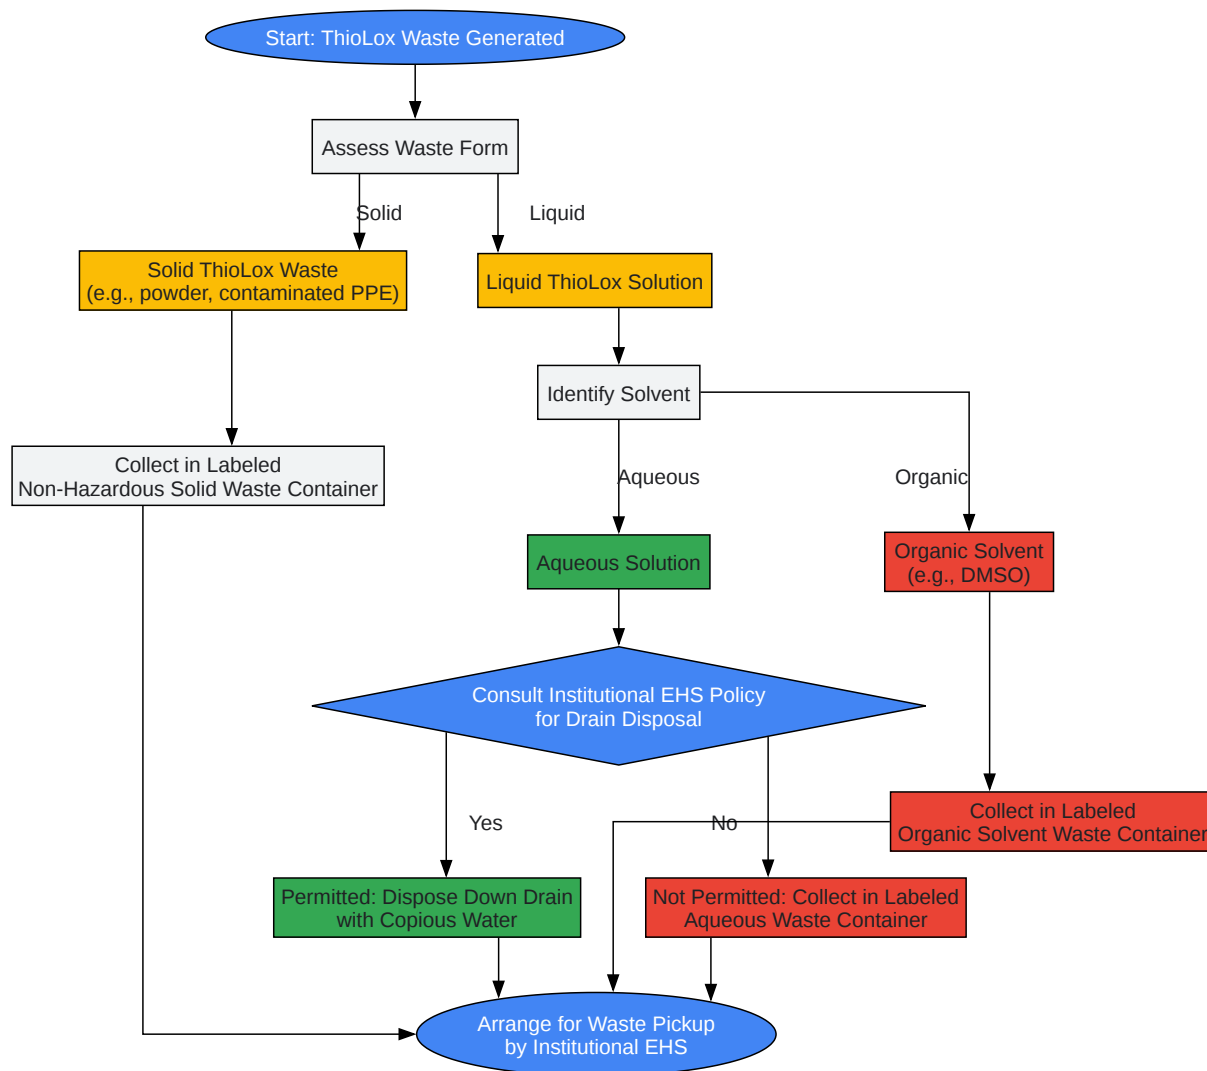 Start: ThioLox Waste Generated
Assess Waste Form
Solid
Liquid
Solid ThioLox Waste
(e.g., powder, contaminated PPE)
Liquid ThioLox Solution
Identify Solvent
Collect in Labeled
Non-Hazardous Solid Waste Container
Aqueous
Organic
Aqueous Solution
Organic Solvent
(e.g., DMSO)
Consult Institutional EHS Policy
for Drain Disposal
Yes
No
Collect in Labeled
Organic Solvent Waste Container
Permitted: Dispose Down Drain
with Copious Water
Not Permitted: Collect in Labeled
Aqueous Waste Container
Arrange for Waste Pickup
by Institutional EHS